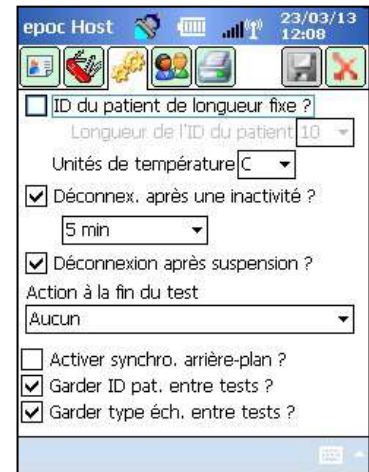 epoc Host 23/03/13
12:08
ID du patient de longueur fixe ?
Longueur de l'ID du patient 10
Unités de température C
Déconnex. après une inactivité ?
5 min
Déconnexion après suspension ?
Action à la fin du test
Aucun
Activer synchro. arrière-plan ?
Garder ID pat. entre tests ?
Garder type éch. entre tests ?